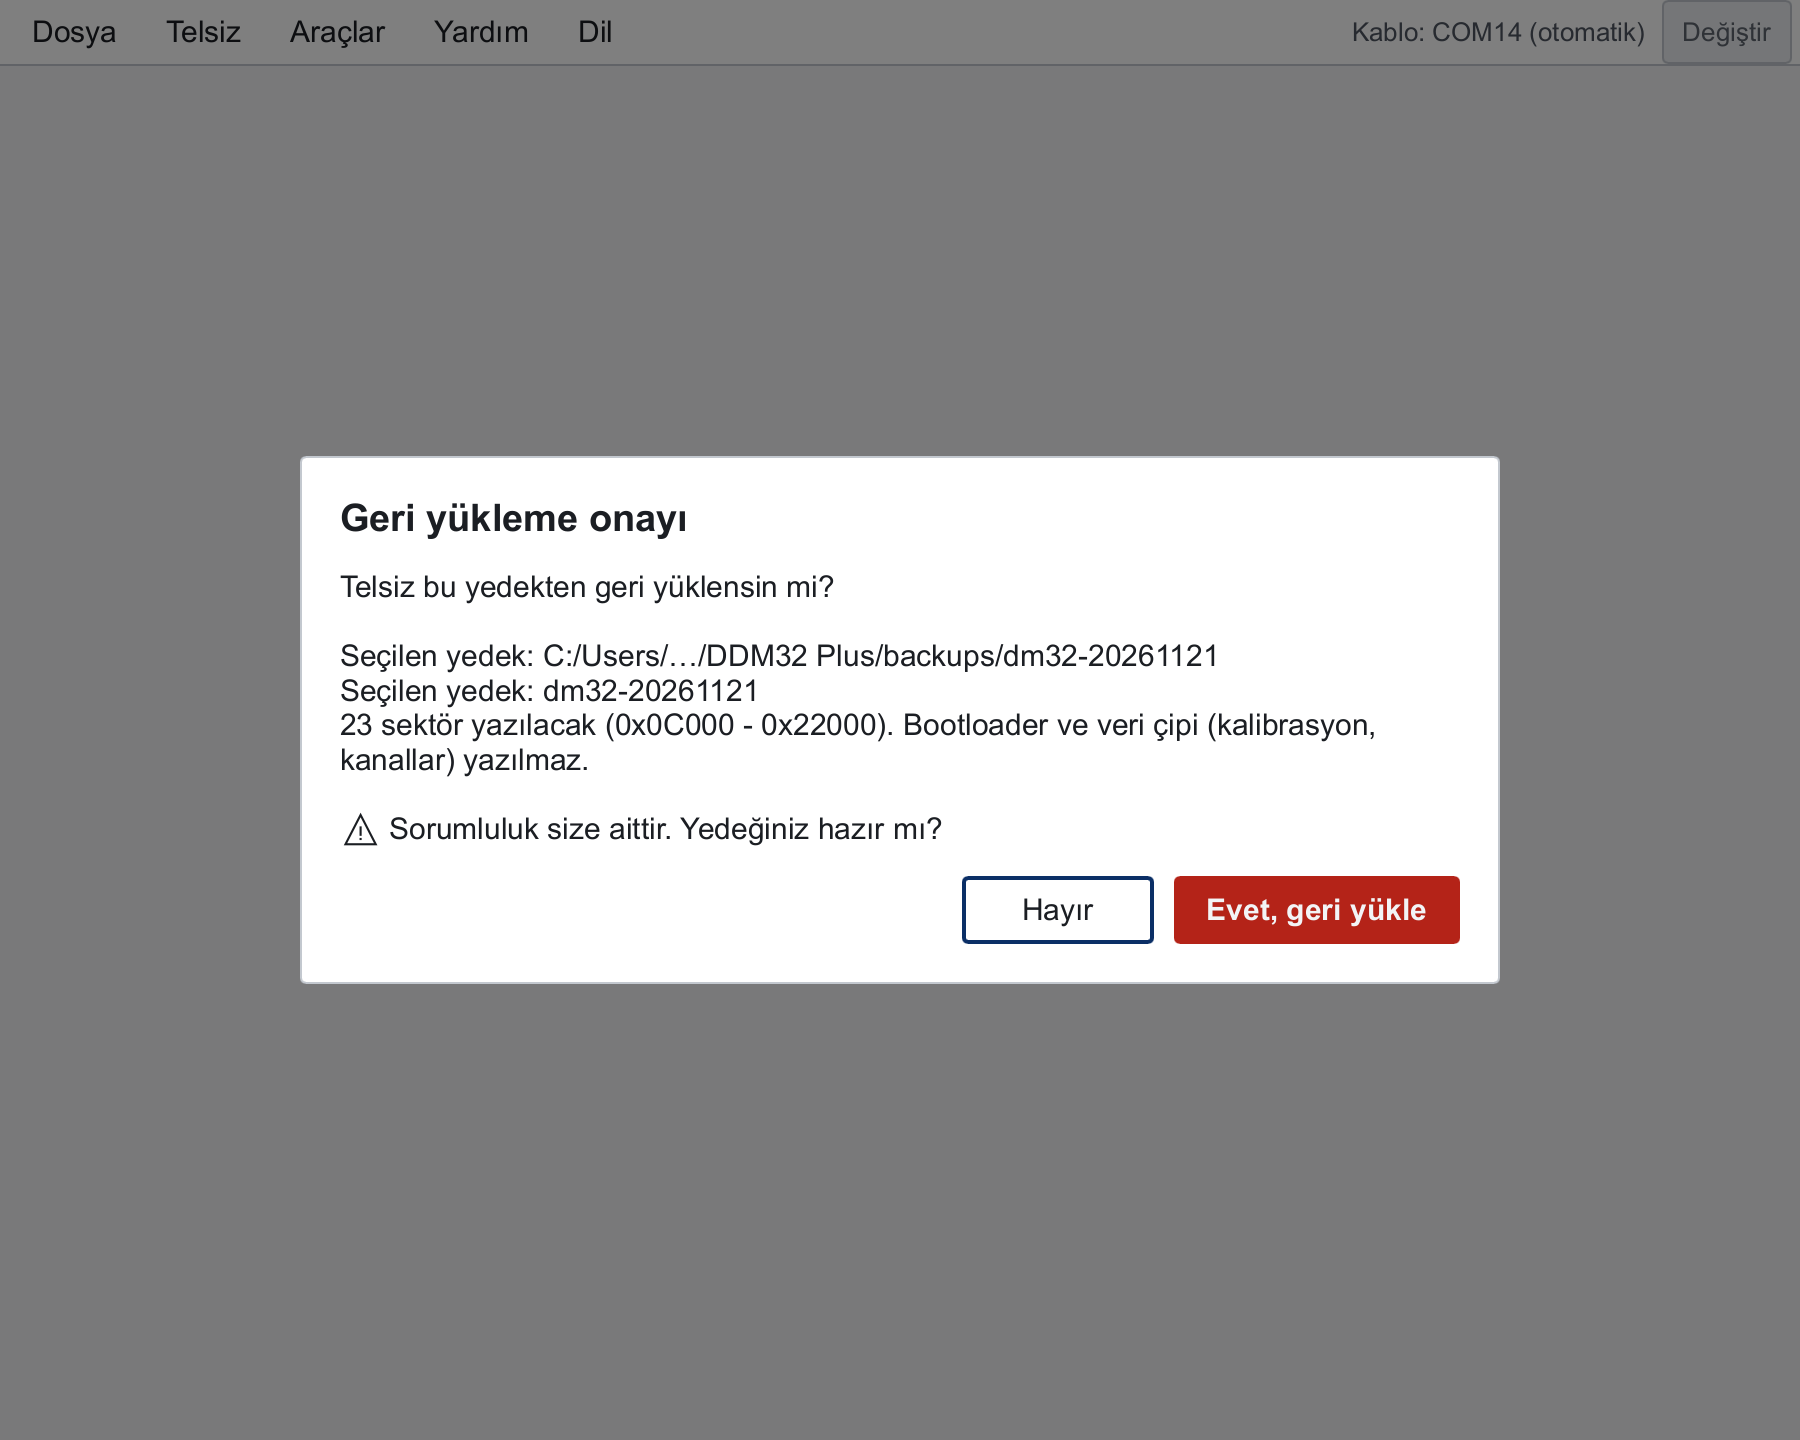 Dosya Telsiz Araçlar Yardım Dil Kablo: COM14 (otomatik) Değiştir
Geri yükleme onayı
Telsiz bu yedekten geri yüklensin mi?
Seçilen yedek: C:/Users/…/DDM32 Plus/backups/dm32-20261121
Seçilen yedek: dm32-20261121
23 sektör yazılacak (0x0C000 - 0x22000). Bootloader ve veri çipi (kalibrasyon,
kanallar) yazılmaz.
⚠ Sorumluluk size aittir. Yedeğiniz hazır mı?
Hayır Evet, geri yükle